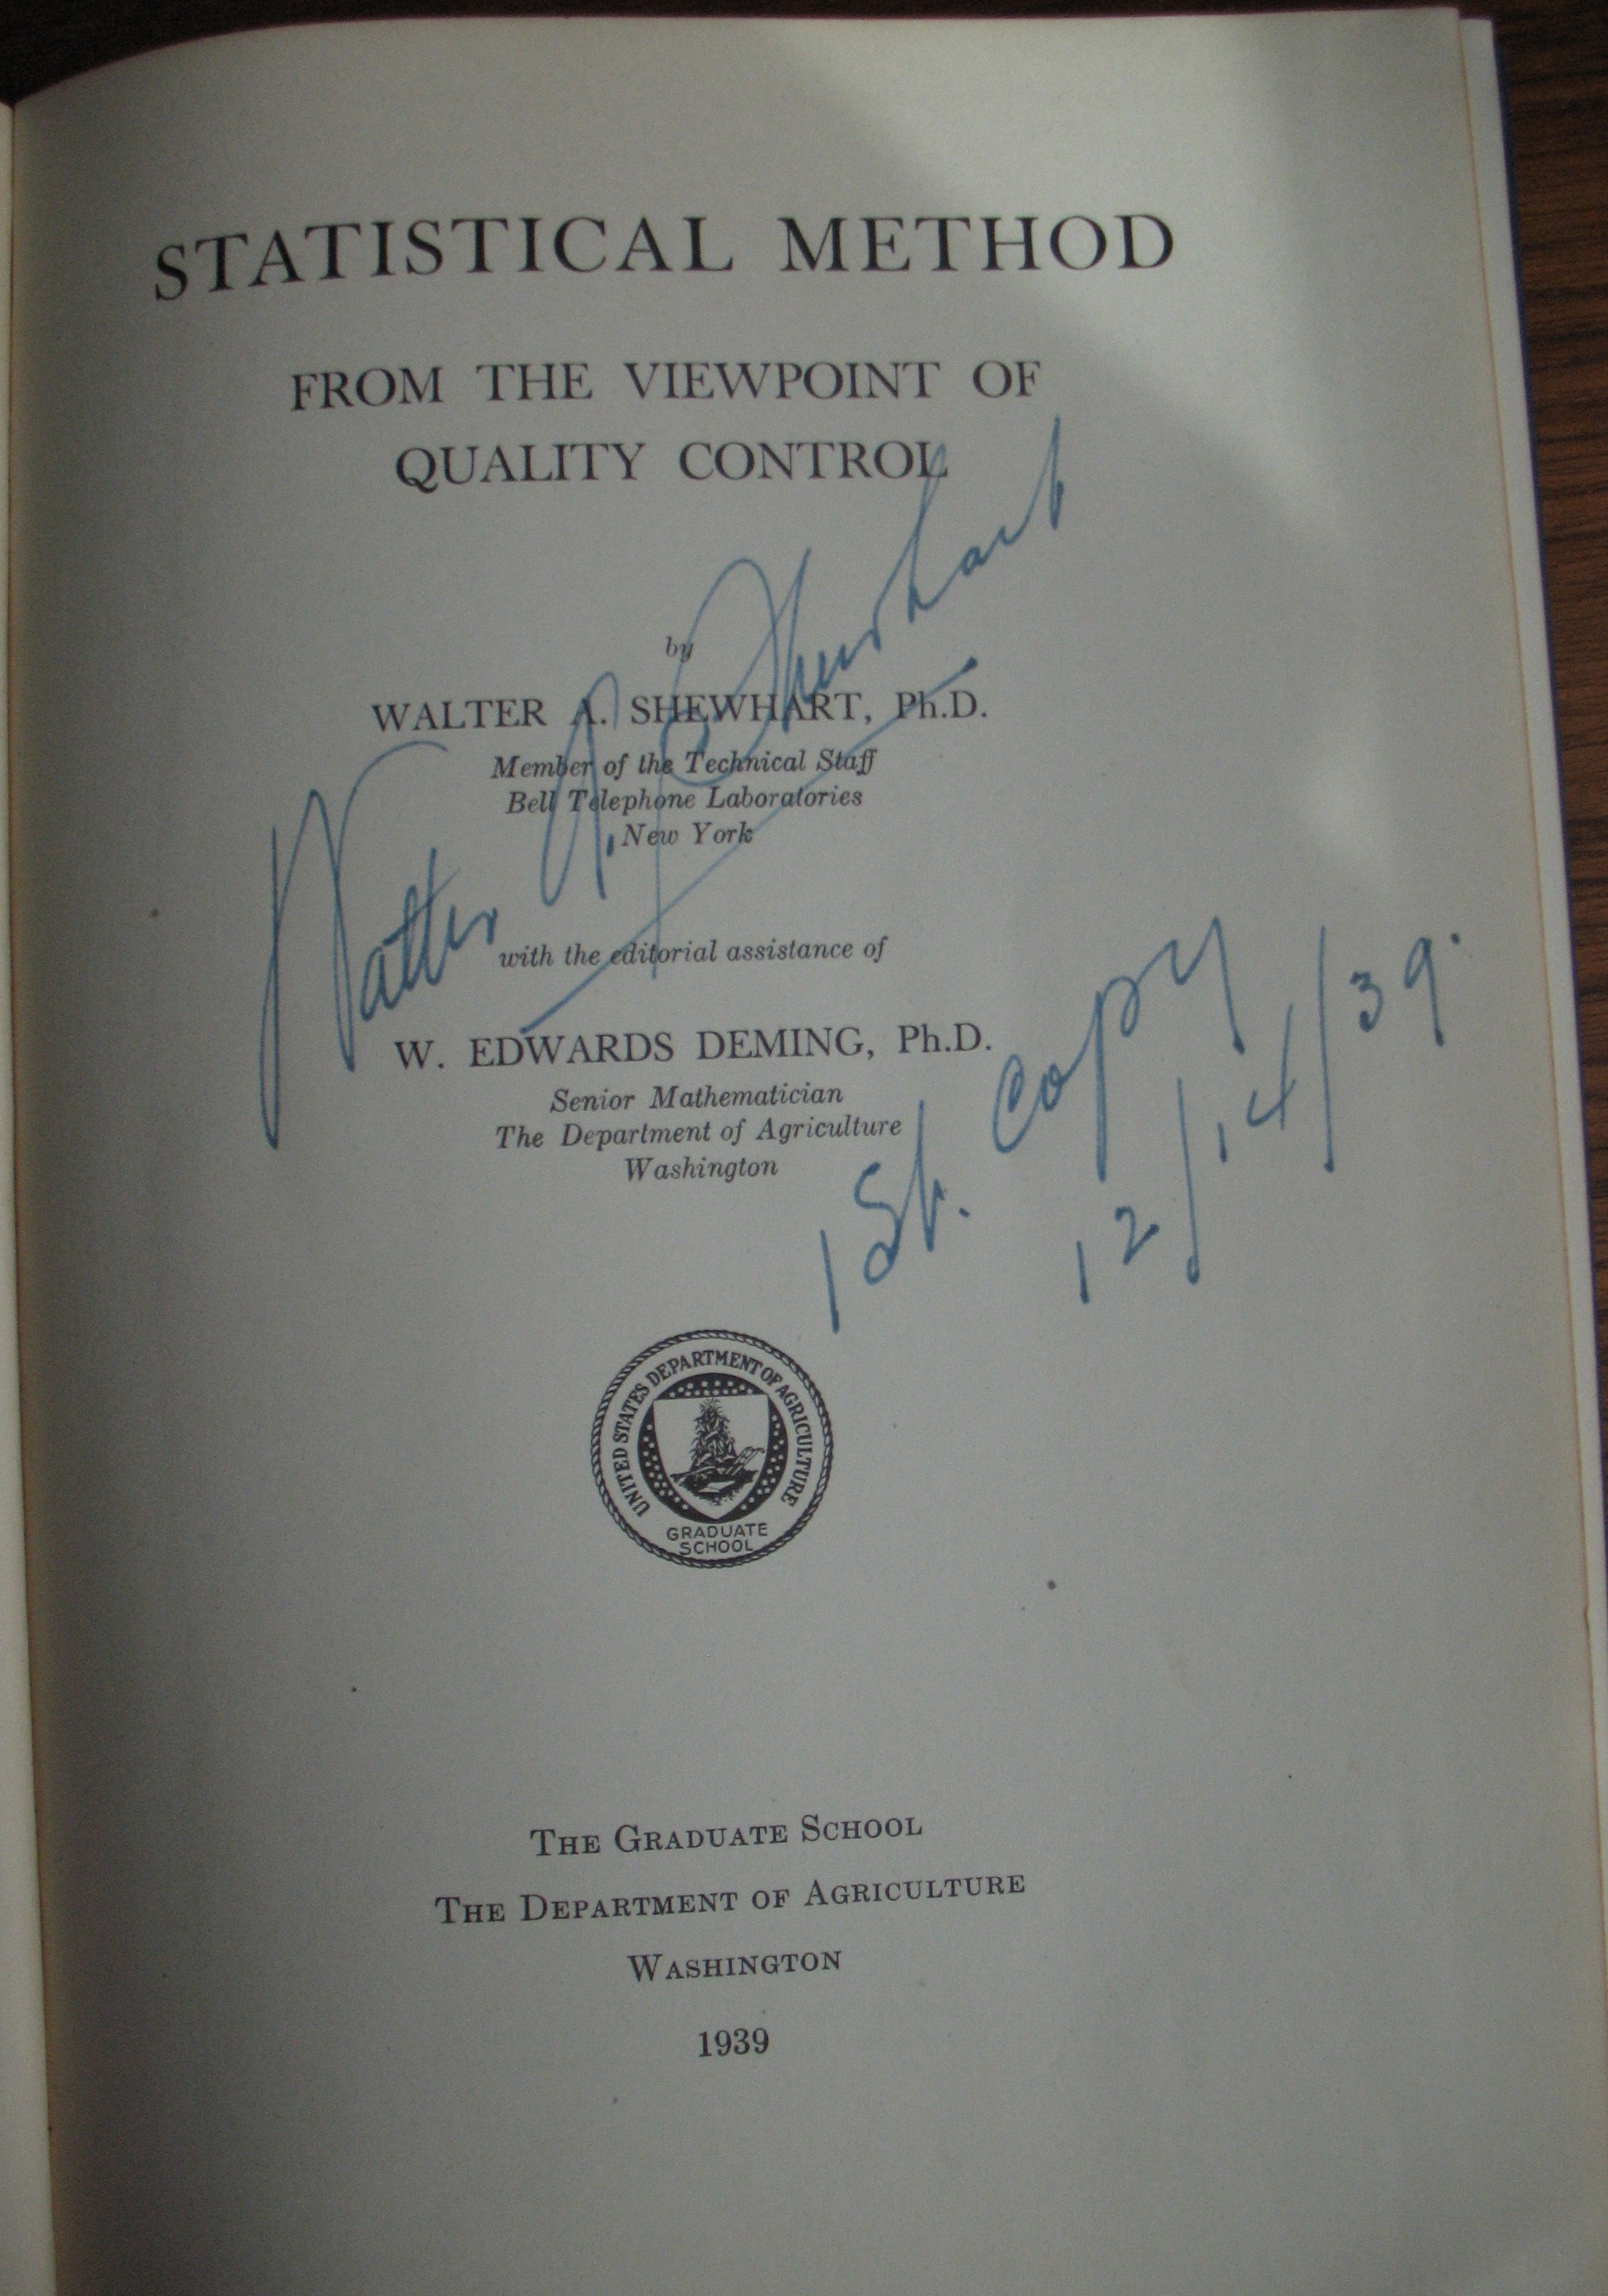 STATISTICAL METHOD
FROM THE VIEWPOINT OF
QUALITY CONTROL
by
WALTER A. SHEWHART, Ph.D.
Member of the Technical Staff
Bell Telephone Laboratories
New York
Walter A. Shewhart
with the editorial assistance of
W. EDWARDS DEMING, Ph.D.
Senior Mathematician
The Department of Agriculture
Washington
1st. Copy
12/14/39.
UNITED STATES DEPARTMENT OF AGRICULTURE
GRADUATE
SCHOOL
THE GRADUATE SCHOOL
THE DEPARTMENT OF AGRICULTURE
WASHINGTON
1939